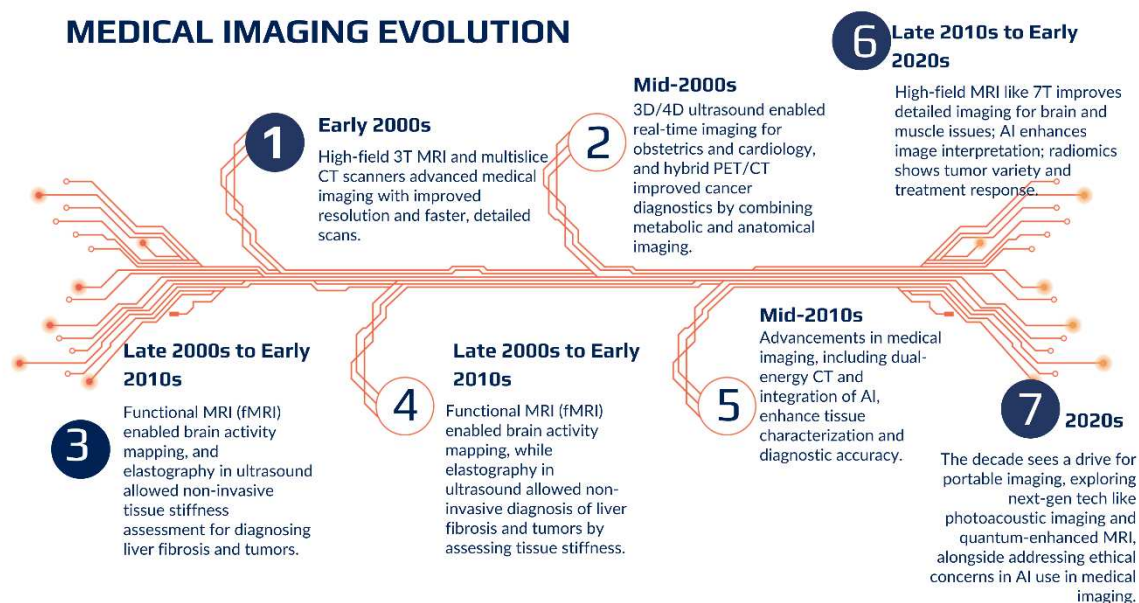 MEDICAL IMAGING EVOLUTION
1
Early 2000s
High-field 3T MRI and multislice
CT scanners advanced medical
imaging with improved
resolution and faster, detailed
scans.
2
Mid-2000s
3D/4D ultrasound enabled
real-time imaging for
obstetrics and cardiology,
and hybrid PET/CT
improved cancer
diagnostics by combining
metabolic and anatomical
imaging.
3
Late 2000s to Early
2010s
Functional MRI (fMRI)
enabled brain activity
mapping, and
elastography in ultrasound
allowed non-invasive
tissue stiffness
assessment for diagnosing
liver fibrosis and tumors.
4
Late 2000s to Early
2010s
Functional MRI (fMRI)
enabled brain activity
mapping, while
elastography in
ultrasound allowed non-
invasive diagnosis of liver
fibrosis and tumors by
assessing tissue stiffness.
5
Mid-2010s
Advancements in medical
imaging, including dual-
energy CT and
integration of AI,
enhance tissue
characterization and
diagnostic accuracy.
6
Late 2010s to Early
2020s
High-field MRI like 7T improves
detailed imaging for brain and
muscle issues; AI enhances
image interpretation; radiomics
shows tumor variety and
treatment response.
7
2020s
The decade sees a drive for
portable imaging, exploring
next-gen tech like
photoacoustic imaging and
quantum-enhanced MRI,
alongside addressing ethical
concerns in AI use in medical
imaging.